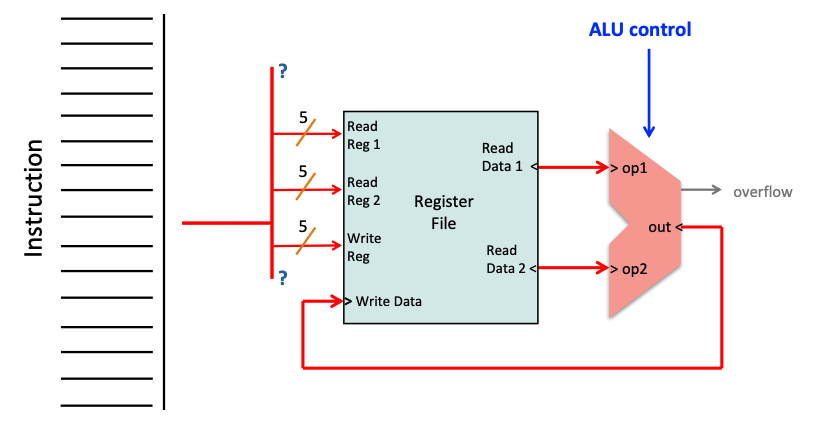 ALU control
?
5
Read
Reg 1
Read
Data 1 <
> op1
5
Read
Reg 2
Register
File
overflow
Instruction
5
Write
Reg
out <
Read
Data 2 <
> op2
?
> Write Data